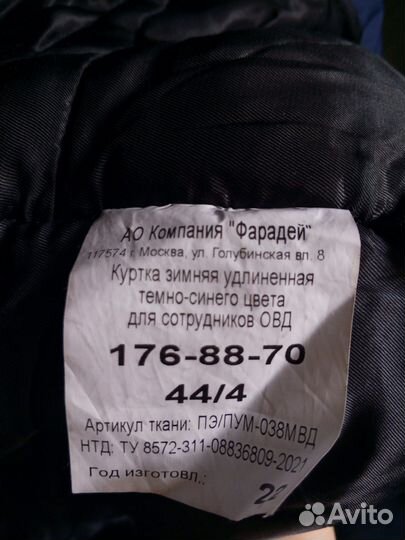 АО Компания "Фарадей"
117574 г. Москва, ул. Голубинская вл. 8
Куртка зимняя удлиненная
темно-синего цвета
для сотрудников ОВД
176-88-70
44/4
Артикул ткани: ПЭ/ПУМ-038МВД
НТД: ТУ 8572-311-08836809-2021
Год изготовл.:
Avito